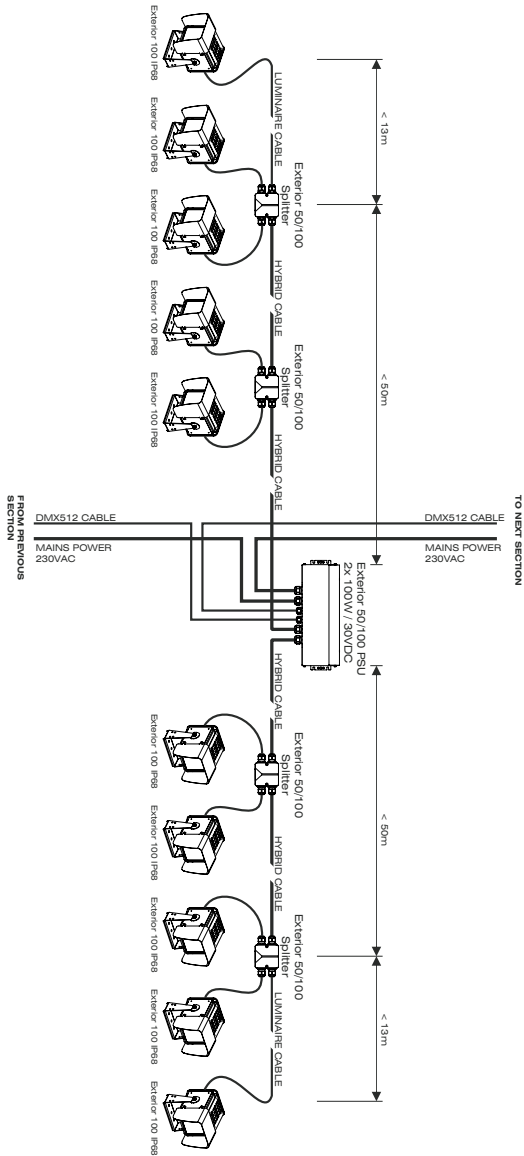 TO NEXT SECTION
DMX512 CABLE
MAINS POWER
230VAC
< 13m
< 50m
< 50m
< 13m
Exterior 50/100 PSU
2x 100W / 30VDC
Exterior 50/100
Splitter
Exterior 50/100
Splitter
Exterior 50/100
Splitter
Exterior 50/100
Splitter
LUMINAIRE CABLE
HYBRID CABLE
HYBRID CABLE
HYBRID CABLE
HYBRID CABLE
LUMINAIRE CABLE
Exterior 100 IP68
Exterior 100 IP68
Exterior 100 IP68
Exterior 100 IP68
Exterior 100 IP68
Exterior 100 IP68
Exterior 100 IP68
Exterior 100 IP68
Exterior 100 IP68
Exterior 100 IP68
DMX512 CABLE
MAINS POWER
230VAC
FROM PREVIOUS
SECTION